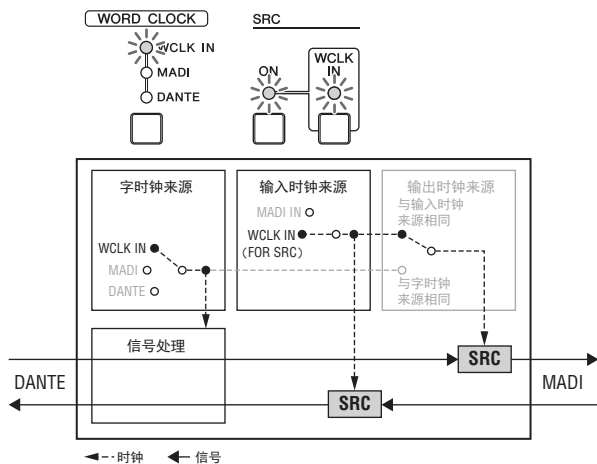 WORD CLOCK
WCLK IN
MADI
DANTE
SRC
ON
WCLK
IN
字时钟来源
WCLK IN
MADI
DANTE
输入时钟来源
MADI IN
WCLK IN
(FOR SRC)
输出时钟来源
与输入时钟
来源相同
与字时钟
来源相同
信号处理
SRC
SRC
DANTE
MADI
时钟
信号